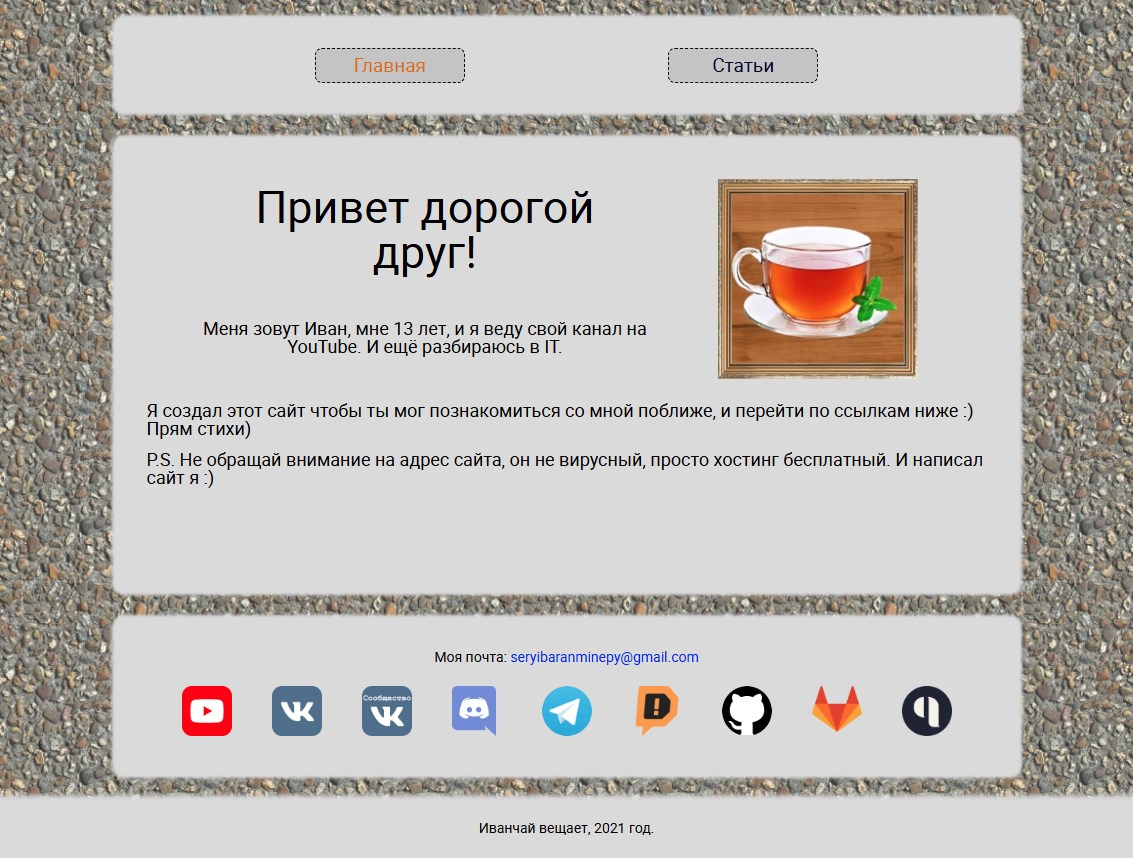 Главная
Статьи
Привет дорогой
друг!
Меня зовут Иван, мне 13 лет, и я веду свой канал на
YouTube. И ещё разбираюсь в IT.
Я создал этот сайт чтобы ты мог познакомиться со мной поближе, и перейти по ссылкам ниже :)
Прям стихи)
P.S. Не обращай внимание на адрес сайта, он не вирусный, просто хостинг бесплатный. И написал
сайт я :)
Моя почта: seryibaranminepy@gmail.com
Сообщество
Иванчай вещает, 2021 год.